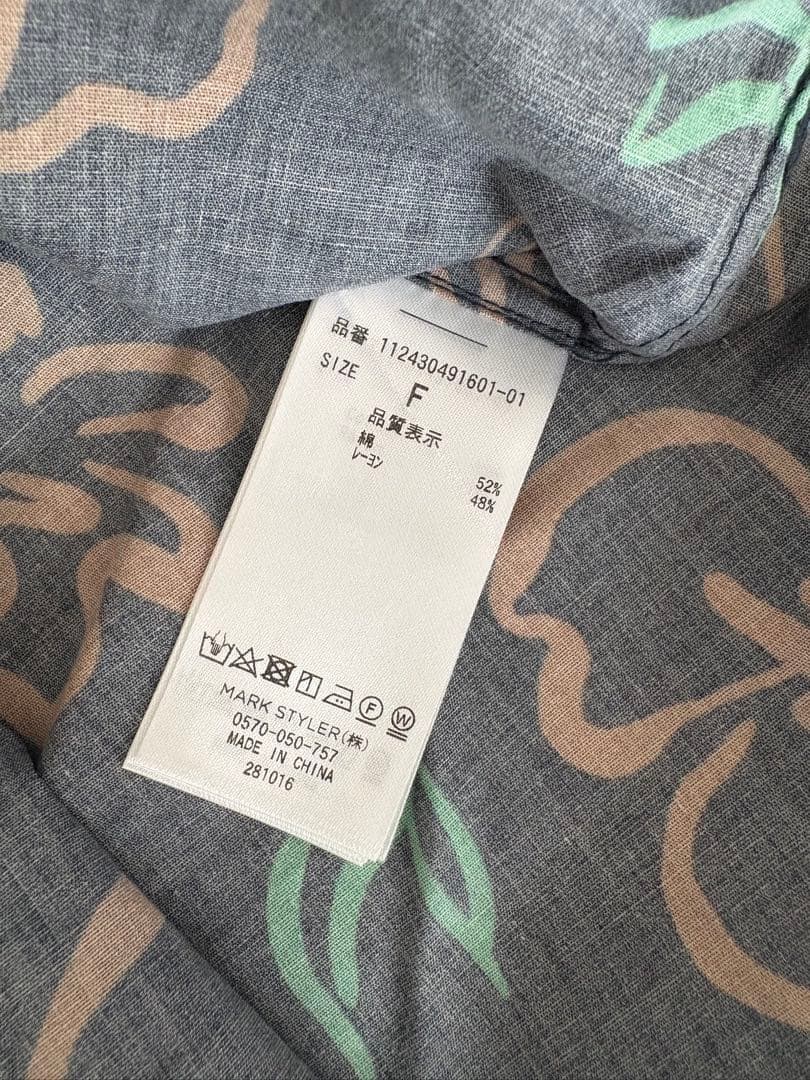 品番 112430491601-01
SIZE F
品質表示
綿 52%
レーヨン 48%
F W
MARK STYLER(株)
0570-050-757
MADE IN CHINA
281016